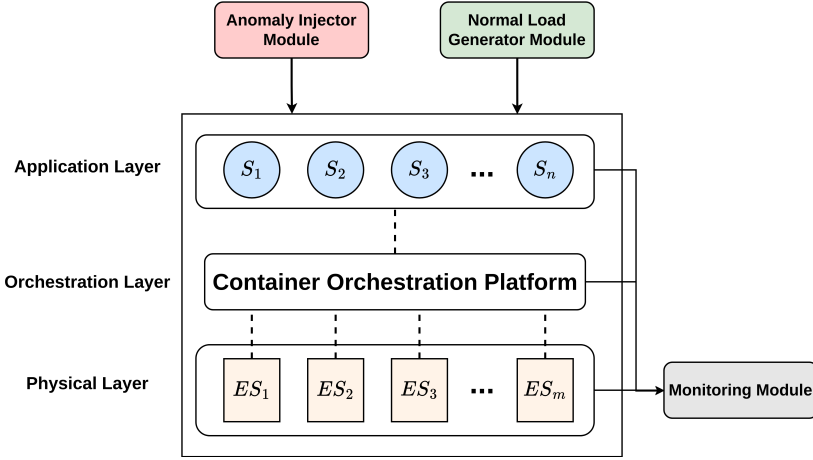 Anomaly Injector
Module
Normal Load
Generator Module
Application Layer
S1 S2 S3 ... Sn
Orchestration Layer
Container Orchestration Platform
Physical Layer
ES1 ES2 ES3 ... ESm
Monitoring Module